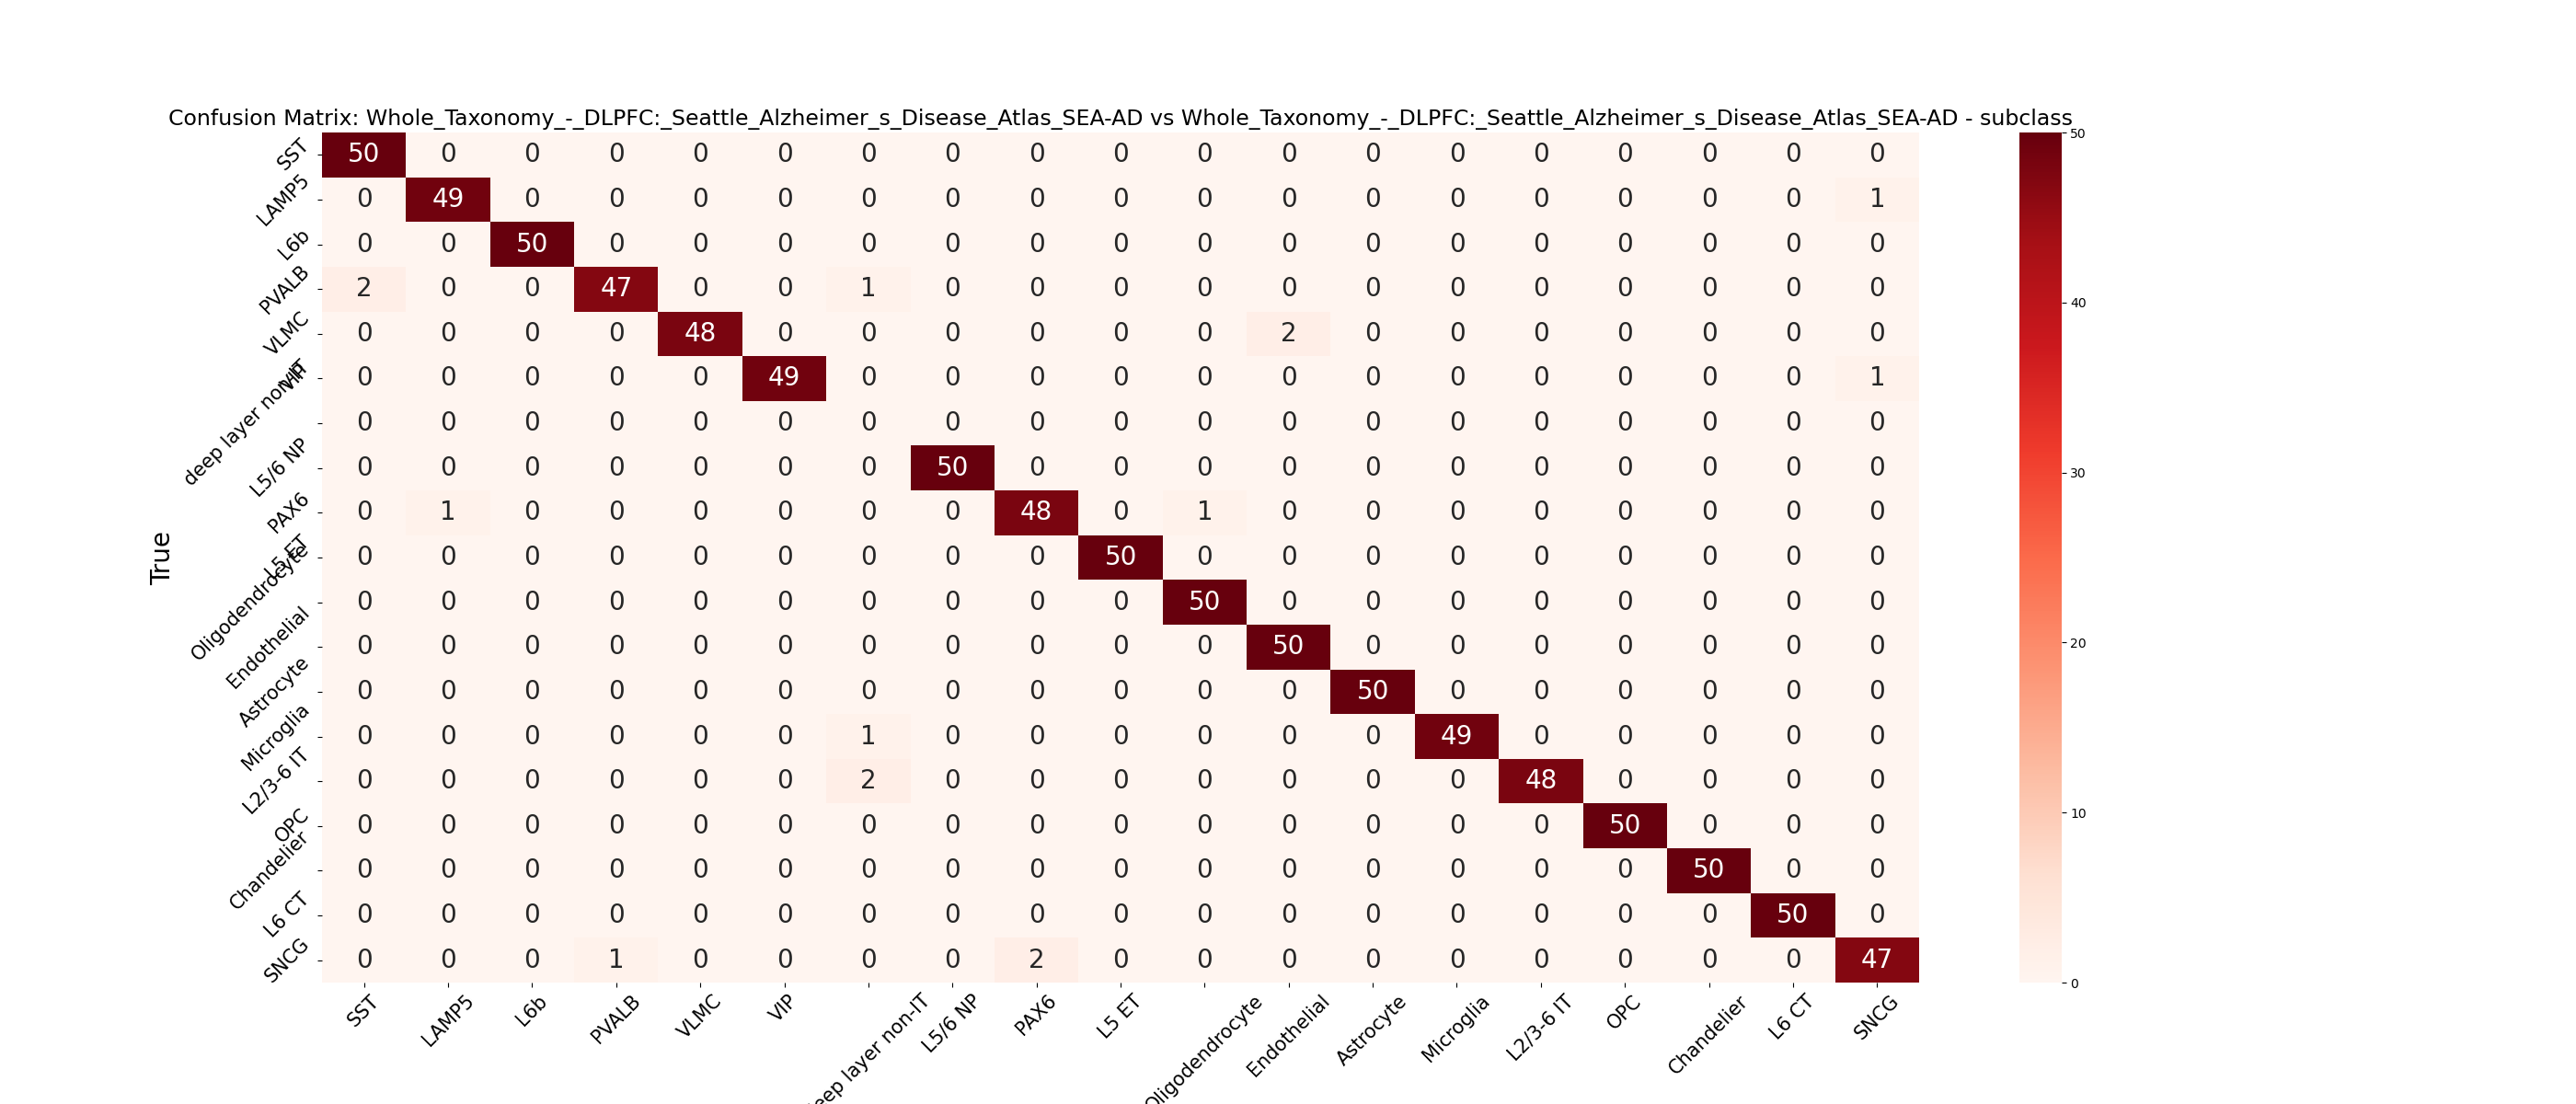 Confusion Matrix: Whole_Taxonomy_-_DLPFC:_Seattle_Alzheimer_s_Disease_Atlas_SEA-AD vs Whole_Taxonomy_-_DLPFC:_Seattle_Alzheimer_s_Disease_Atlas_SEA-AD - subclass
True
SST 50 0 0 0 0 0 0 0 0 0 0 0 0 0 0 0 0 0 0
LAMP5 0 49 0 0 0 0 0 0 0 0 0 0 0 0 0 0 0 0 1
L6b 0 0 50 0 0 0 0 0 0 0 0 0 0 0 0 0 0 0 0
PVALB 2 0 0 47 0 0 1 0 0 0 0 0 0 0 0 0 0 0 0
VLMC 0 0 0 0 48 0 0 0 0 0 0 2 0 0 0 0 0 0 0
VIP 0 0 0 0 0 49 0 0 0 0 0 0 0 0 0 0 0 0 1
deep layer non-IT 0 0 0 0 0 0 0 0 0 0 0 0 0 0 0 0 0 0 0
L5/6 NP 0 0 0 0 0 0 0 50 0 0 0 0 0 0 0 0 0 0 0
PAX6 0 1 0 0 0 0 0 0 48 0 1 0 0 0 0 0 0 0 0
L5 ET 0 0 0 0 0 0 0 0 0 50 0 0 0 0 0 0 0 0 0
Oligodendrocyte 0 0 0 0 0 0 0 0 0 0 50 0 0 0 0 0 0 0 0
Endothelial 0 0 0 0 0 0 0 0 0 0 0 50 0 0 0 0 0 0 0
Astrocyte 0 0 0 0 0 0 0 0 0 0 0 0 50 0 0 0 0 0 0
Microglia 0 0 0 0 0 0 1 0 0 0 0 0 0 49 0 0 0 0 0
L2/3-6 IT 0 0 0 0 0 0 2 0 0 0 0 0 0 0 48 0 0 0 0
OPC 0 0 0 0 0 0 0 0 0 0 0 0 0 0 0 50 0 0 0
Chandelier 0 0 0 0 0 0 0 0 0 0 0 0 0 0 0 0 50 0 0
L6 CT 0 0 0 0 0 0 0 0 0 0 0 0 0 0 0 0 0 50 0
SNCG 0 0 0 1 0 0 0 0 2 0 0 0 0 0 0 0 0 0 47
SST LAMP5 L6b PVALB VLMC VIP layer non-IT L5/6 NP PAX6 L5 ET Oligodendrocyte Endothelial Astrocyte Microglia L2/3-6 IT OPC Chandelier L6 CT SNCG
50
40
30
20
10
0